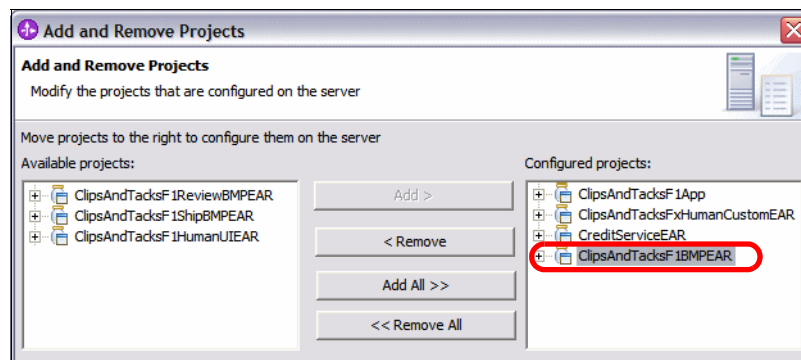 Add and Remove Projects
Add and Remove Projects
Modify the projects that are configured on the server
Move projects to the right to configure them on the server
Available projects:
ClipsAndTacksF1ReviewBMPEAR
ClipsAndTacksF1ShipBMPEAR
ClipsAndTacksF1HumanUIEAR
Add >
< Remove
Add All >>
<< Remove All
Configured projects:
ClipsAndTacksF1App
ClipsAndTacksFxHumanCustomEAR
CreditServiceEAR
ClipsAndTacksF1BMPEAR